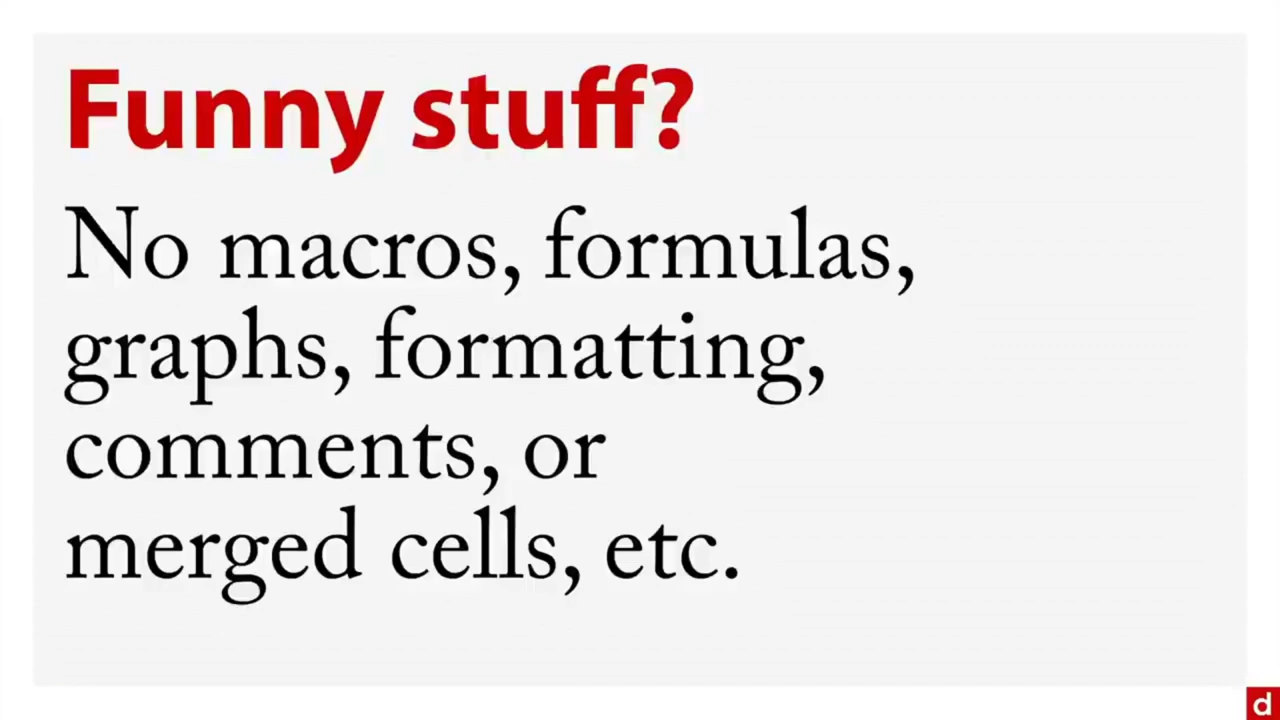 Funny stuff?
No macros, formulas,
graphs, formatting,
comments, or
merged cells, etc.
d